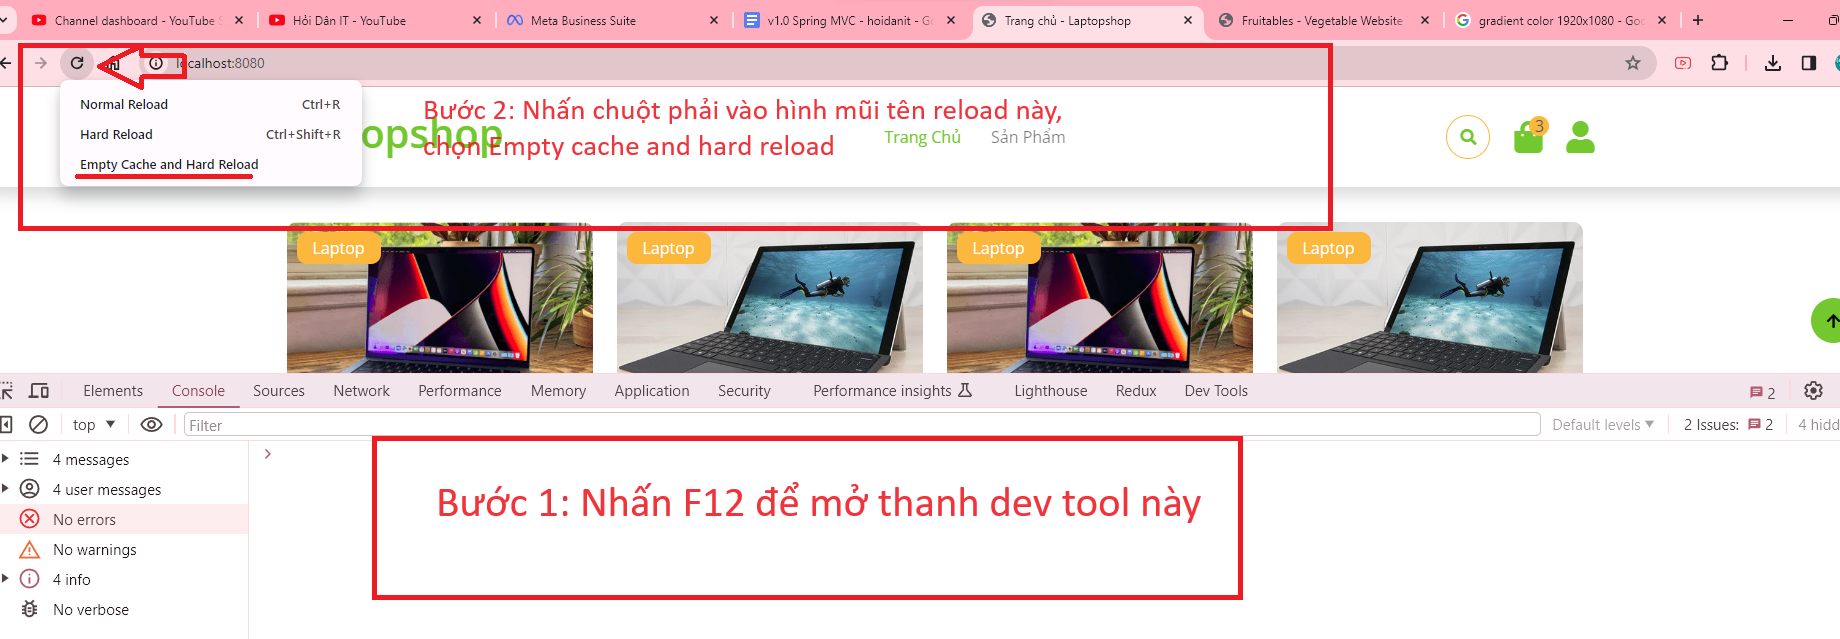 Channel dashboard - YouTube S
Hỏi Dân IT - YouTube
Meta Business Suite
v1.0 Spring MVC - hoidanit - Go
Trang chủ - Laptopshop
Fruitables - Vegetable Website
gradient color 1920x1080 - Goo
localhost:8080
Normal Reload Ctrl+R
Hard Reload Ctrl+Shift+R
Empty Cache and Hard Reload
Bước 2: Nhấn chuột phải vào hình mũi tên reload này,
chọn Empty cache and hard reload
opshop
Trang Chủ Sản Phẩm
3
Laptop
Laptop
Laptop
Laptop
Elements Console Sources Network Performance Memory Application Security Performance insights Lighthouse Redux Dev Tools 2
top Filter Default levels 2 Issues: 2 4 hidd
4 messages
4 user messages
No errors
No warnings
4 info
No verbose
Bước 1: Nhấn F12 để mở thanh dev tool này